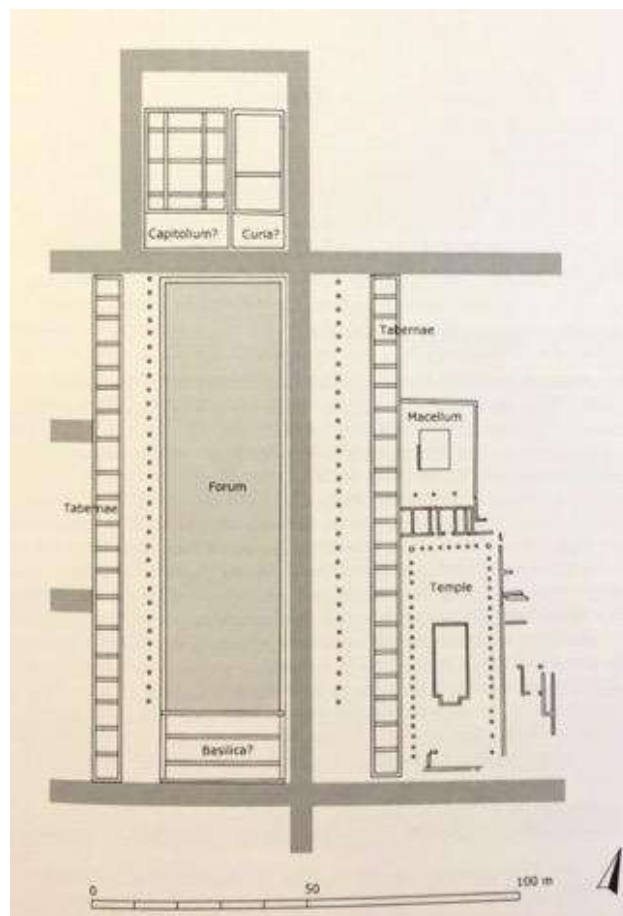 Capitolium? Curia?
Tabernae
Macellum
Forum
Tabernae
Temple
Basilica?
0 50 100 m